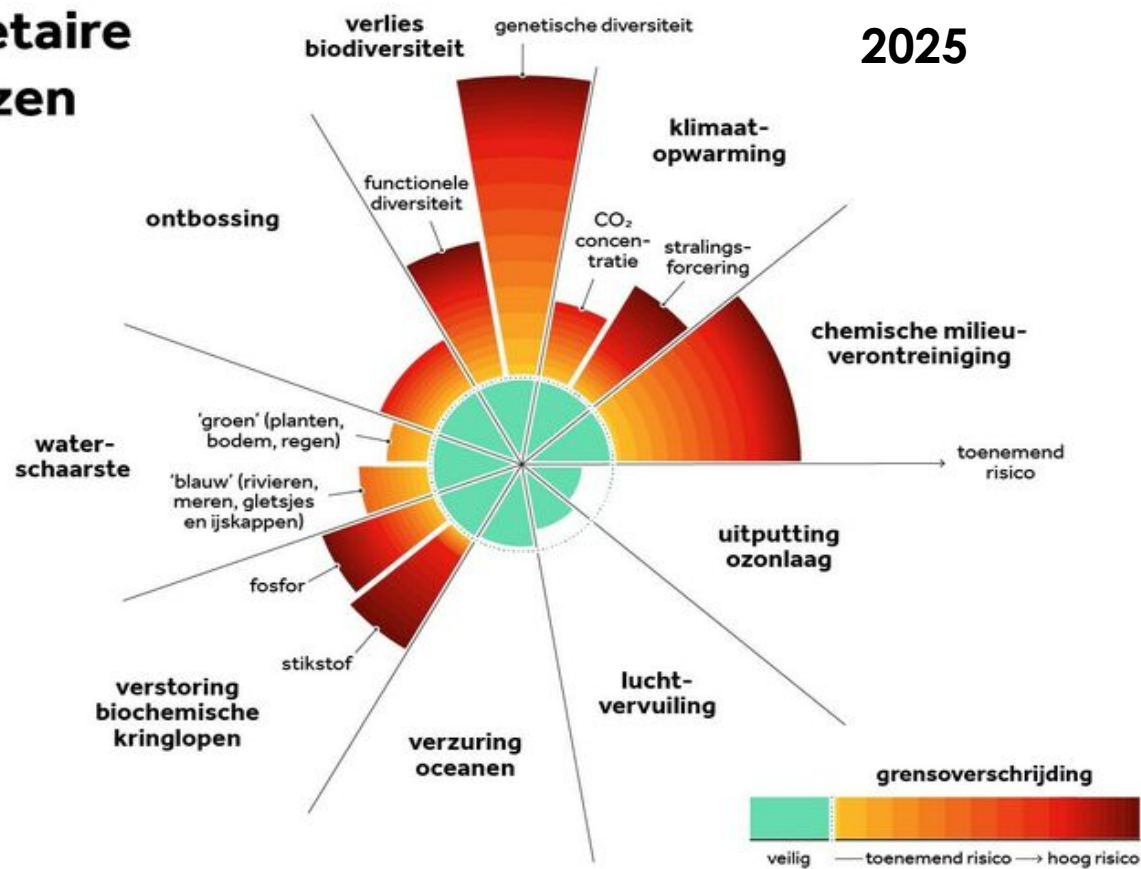 etaire
zen
2025
verlies
biodiversiteit
genetische diversiteit
klimaat-
opwarming
functionele
diversiteit
CO₂
concen-
tratie
stralings-
forcering
ontbossing
chemische milieu-
verontreiniging
'groen' (planten,
bodem, regen)
water-
schaarste
'blauw' (rivieren,
meren, gletsjes
en ijskappen)
toenemend
risico
uitputting
ozonlaag
fosfor
stikstof
verstoring
biochemische
kringlopen
lucht-
vervuiling
verzuring
oceanen
grensoverschrijding
veilig
toenemend risico
hoog risico